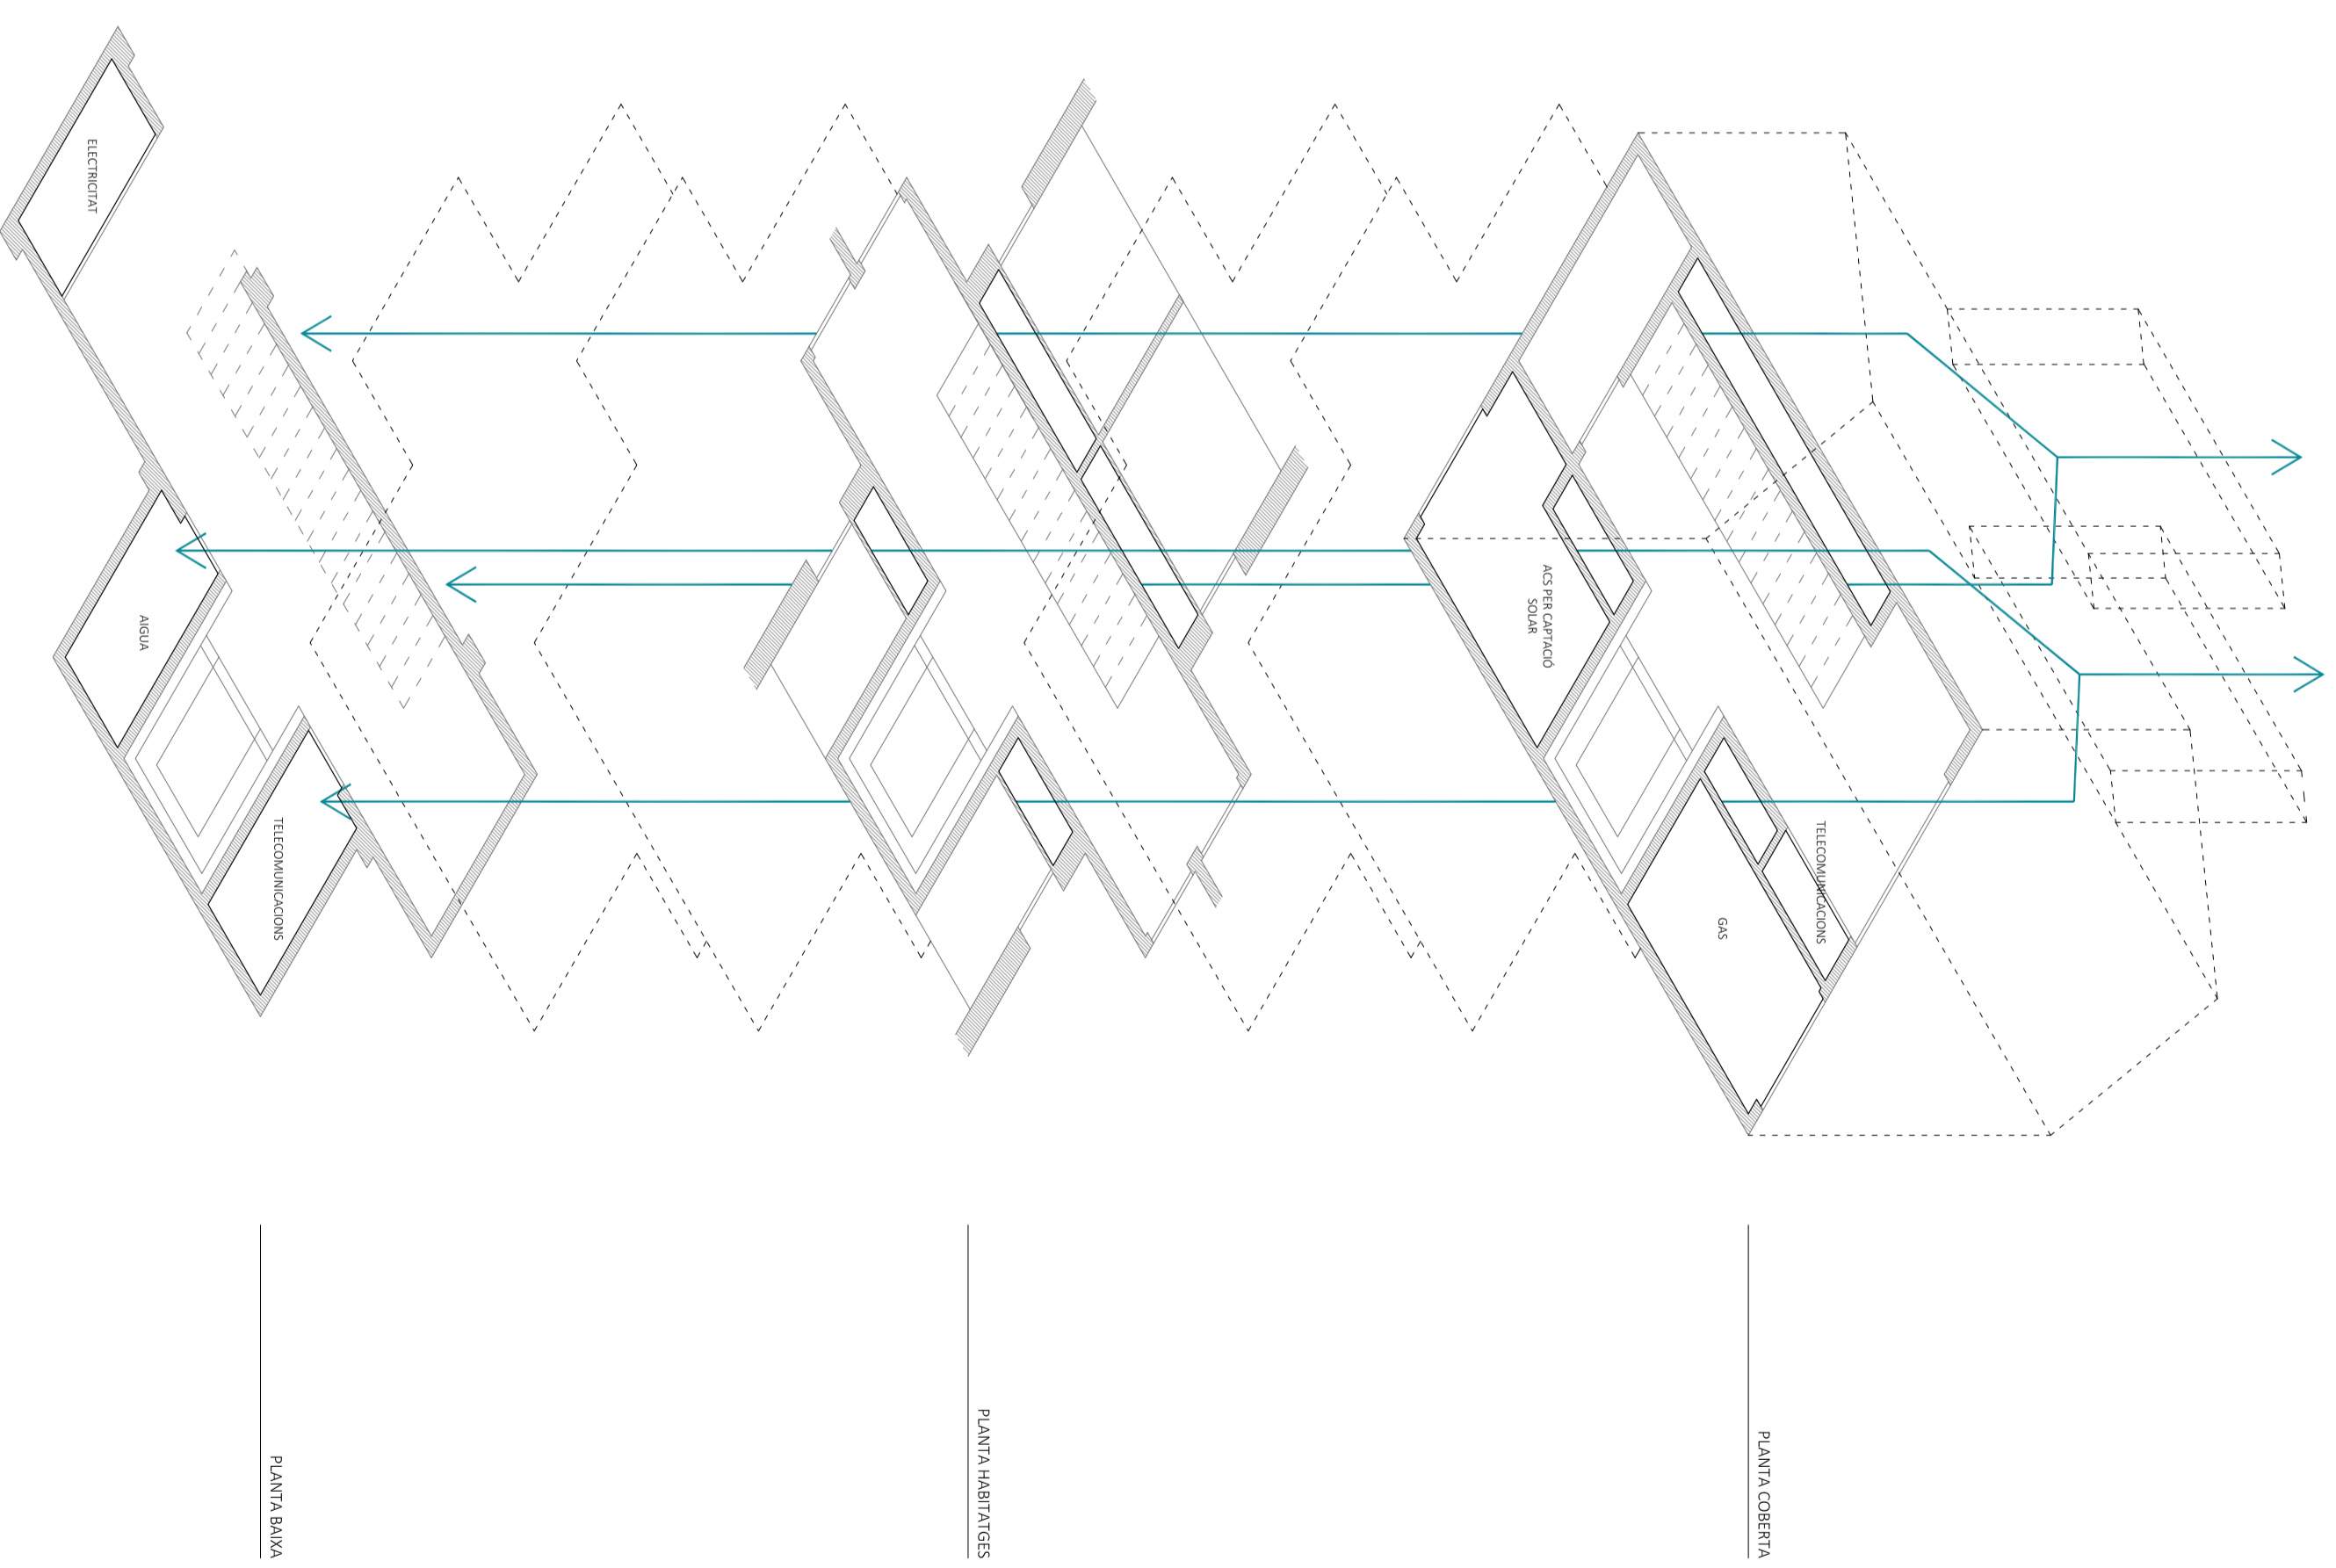 TELECOMUNICACIONS
GAS
ACS PER CAPTACIÓ
SOLAR
PLANTA COBERTA
PLANTA HABITATGES
TELECOMUNICACIONS
AIGUA
ELECTRICITAT
PLANTA BAIXA